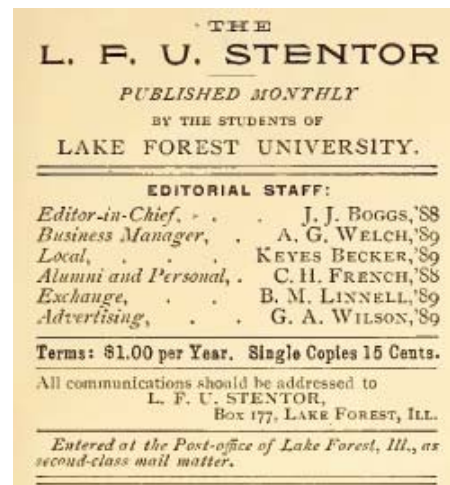 THE
L. F. U. STENTOR
PUBLISHED MONTHLY
BY THE STUDENTS OF
LAKE FOREST UNIVERSITY.
EDITORIAL STAFF:
Editor-in-Chief, . . . J. J. BOGGS, '88
Business Manager, . A. G. WELCH, '89
Local, . . . KEYES BECKER, '89
Alumni and Personal, . C. H. FRENCH, '88
Exchange, . . B. M. LINNELL, '89
Advertising, . . G. A. WILSON, '89
Terms: $1.00 per Year. Single Copies 15 Cents.
All communications should be addressed to
L. F. U. STENTOR,
BOX 177, LAKE FOREST, ILL.
Entered at the Post-office of Lake Forest, Ill., as
second-class mail matter.